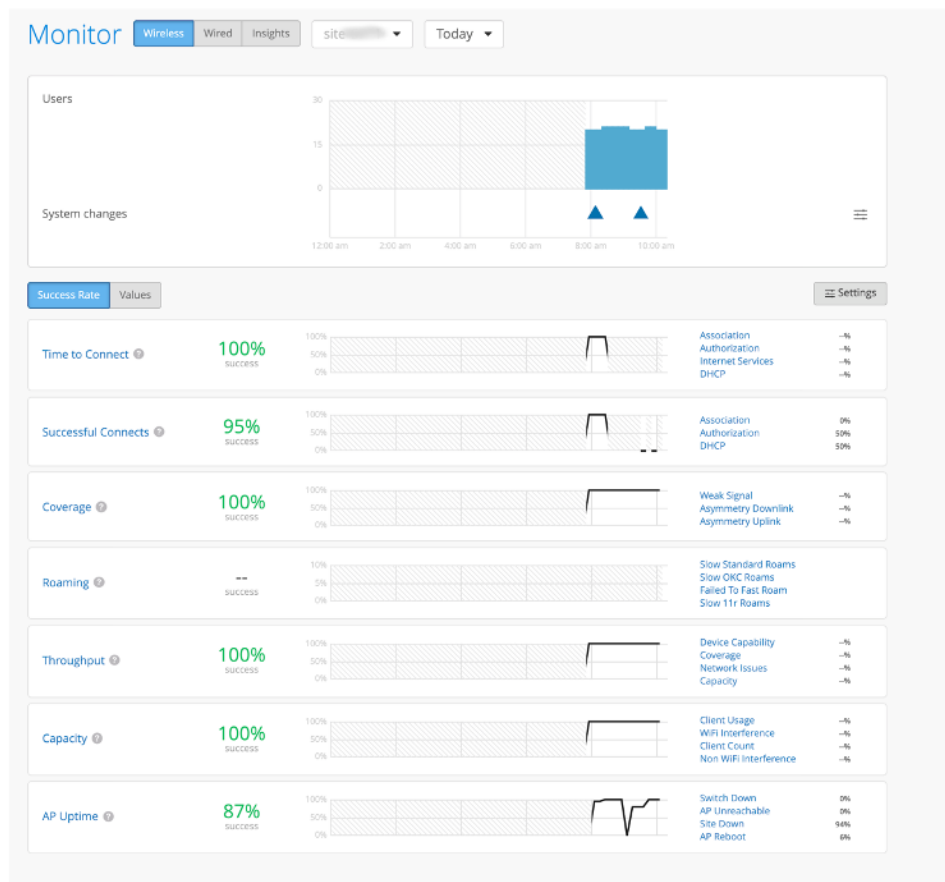 Monitor Wireless Wired Insights site Today
Users
30
15
0
System changes
12:00 am 2:00 am 4:00 am 6:00 am 8:00 am 10:00 am
Success Rate Values Settings
Time to Connect ?
100%
success
100%
50%
0%
Association --%
Authorization --%
Internet Services --%
DHCP --%
Successful Connects ?
95%
success
100%
50%
0%
Association 0%
Authorization 50%
DHCP 50%
Coverage ?
100%
success
100%
50%
0%
Weak Signal --%
Asymmetry Downlink --%
Asymmetry Uplink --%
Roaming ?
--
success
10%
5%
0%
Slow Standard Roams
Slow OKC Roams
Failed To Fast Roam
Slow 11r Roams
Throughput ?
100%
success
100%
50%
0%
Device Capability --%
Coverage --%
Network Issues --%
Capacity --%
Capacity ?
100%
success
100%
50%
0%
Client Usage --%
WiFi Interference --%
Client Count --%
Non WiFi Interference --%
AP Uptime ?
87%
success
100%
50%
0%
Switch Down 0%
AP Unreachable 0%
Site Down 94%
AP Reboot 6%